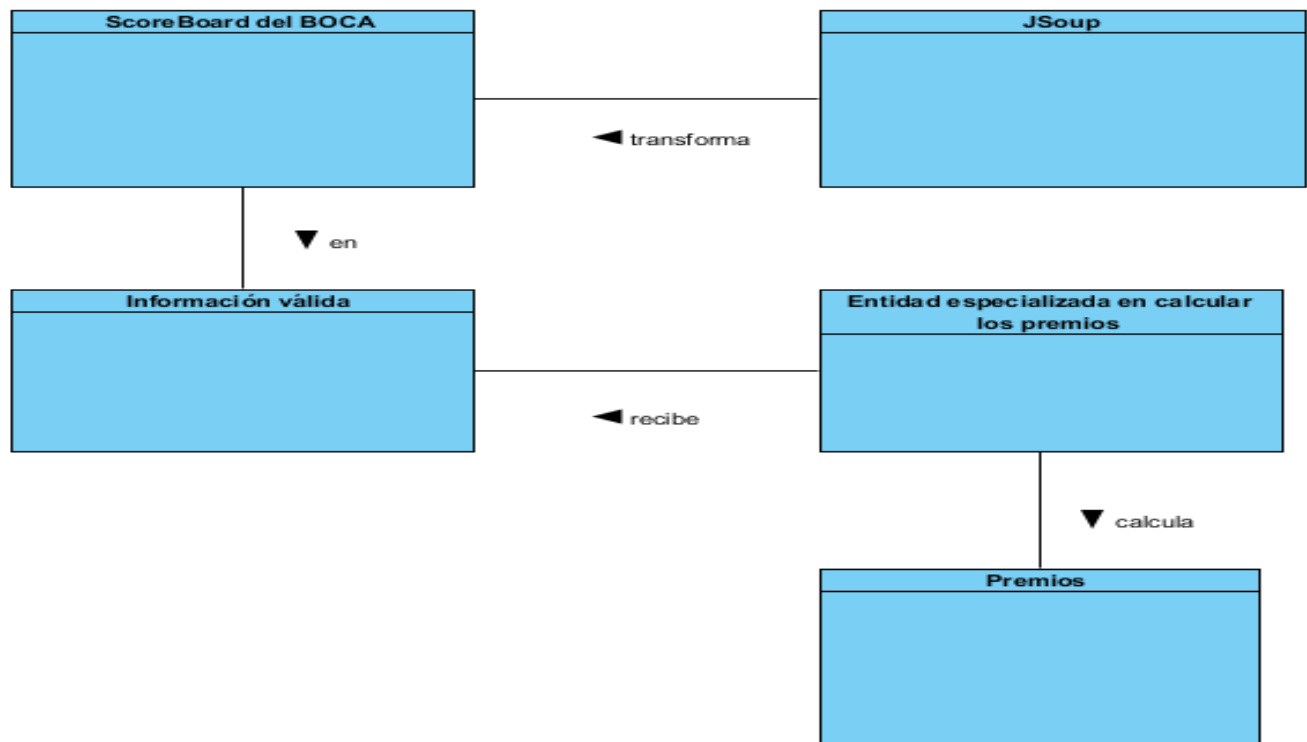 ScoreBoard del BOCA
JSoup
transforma
en
Información válida
Entidad especializada en calcular
los premios
recibe
calcula
Premios